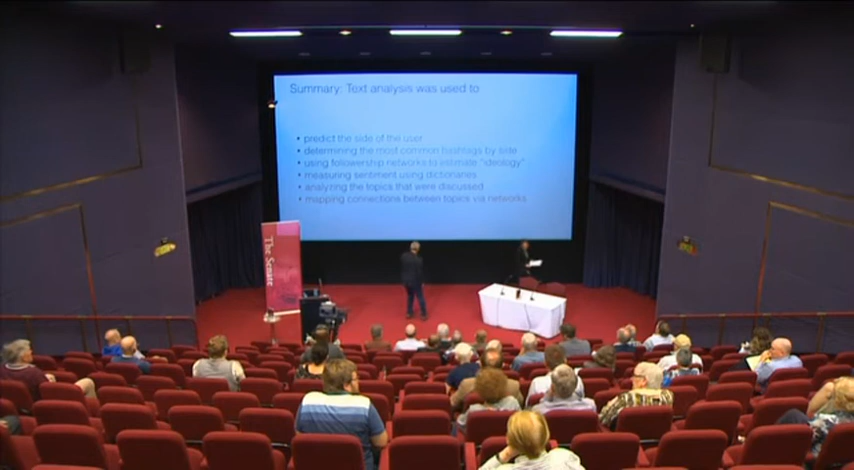 Summary: Text analysis was used to
• predict the side of the user
• determining the most common hashtags by side
• using followership networks to estimate "ideology"
• measuring sentiment using dictionaries
• analyzing the topics that were discussed
• mapping connections between topics via networks
The Senate